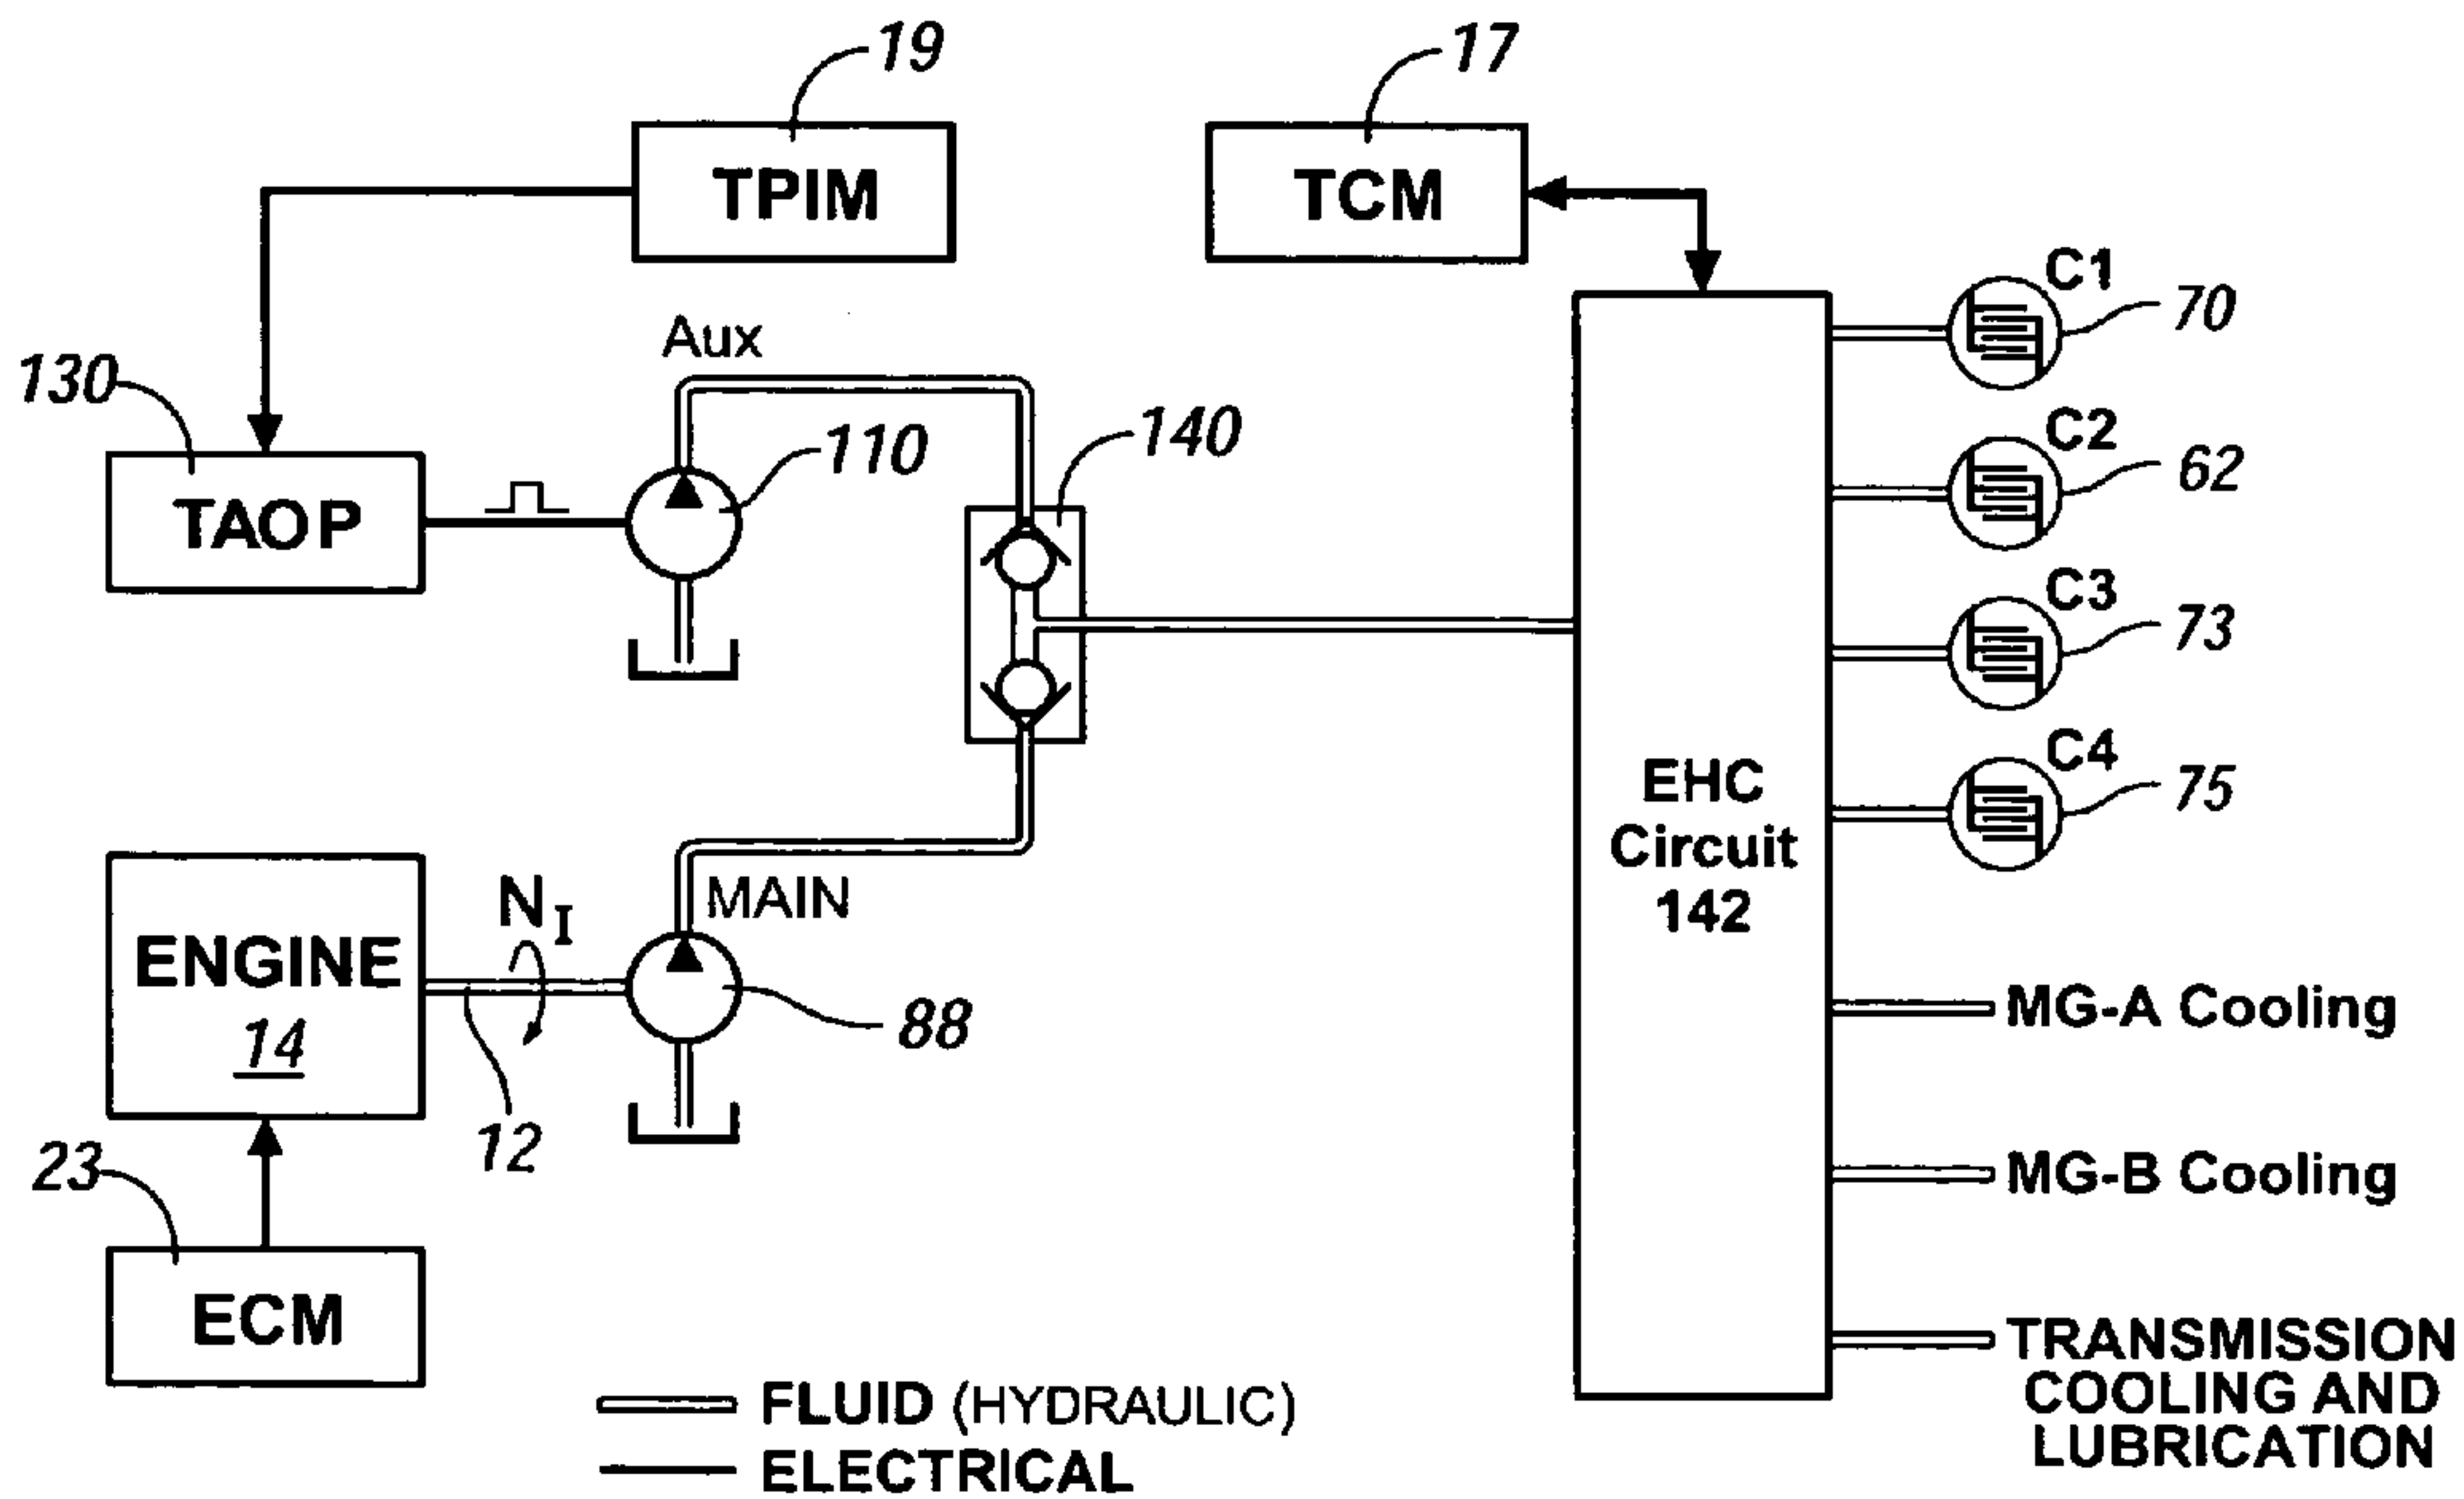 19
17
TPIM
TCM
C1
70
Aux
130
C2
110
140
62
TAOP
C3
73
C4
75
EHC
Circuit
142
N I
MAIN
ENGINE
14
88
MG-A Cooling
12
23
MG-B Cooling
ECM
TRANSMISSION
COOLING AND
LUBRICATION
FLUID (HYDRAULIC)
ELECTRICAL